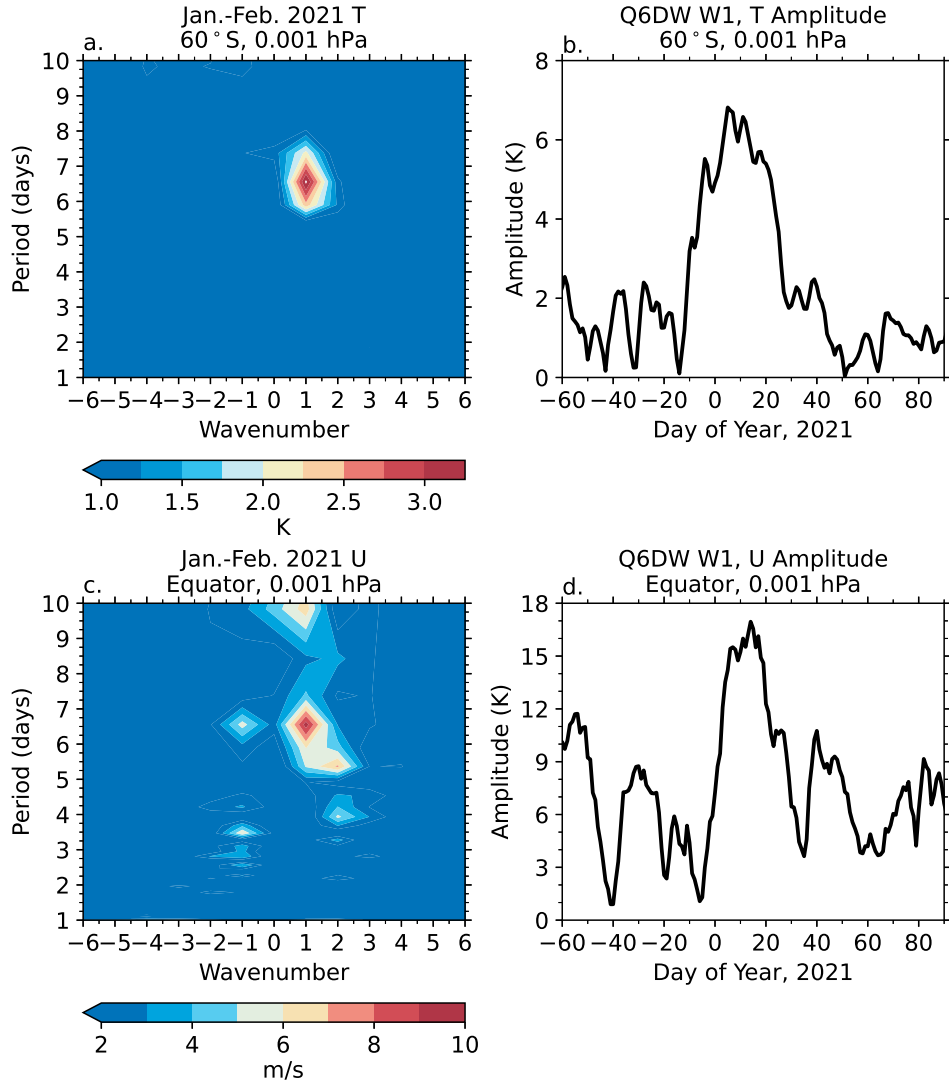 Jan.-Feb. 2021 T
60°S, 0.001 hPa
a.
10
9
8
7
6
5
4
3
2
1
Period (days)
−6−5−4−3−2−1 0 1 2 3 4 5 6
Wavenumber
1.0 1.5 2.0 2.5 3.0
K
Q6DW W1, T Amplitude
60°S, 0.001 hPa
b.
8
6
4
2
0
Amplitude (K)
−60 −40 −20 0 20 40 60 80
Day of Year, 2021
Jan.-Feb. 2021 U
Equator, 0.001 hPa
c.
10
9
8
7
6
5
4
3
2
1
Period (days)
−6−5−4−3−2−1 0 1 2 3 4 5 6
Wavenumber
2 4 6 8 10
m/s
Q6DW W1, U Amplitude
Equator, 0.001 hPa
d.
18
15
12
9
6
3
0
Amplitude (K)
−60 −40 −20 0 20 40 60 80
Day of Year, 2021